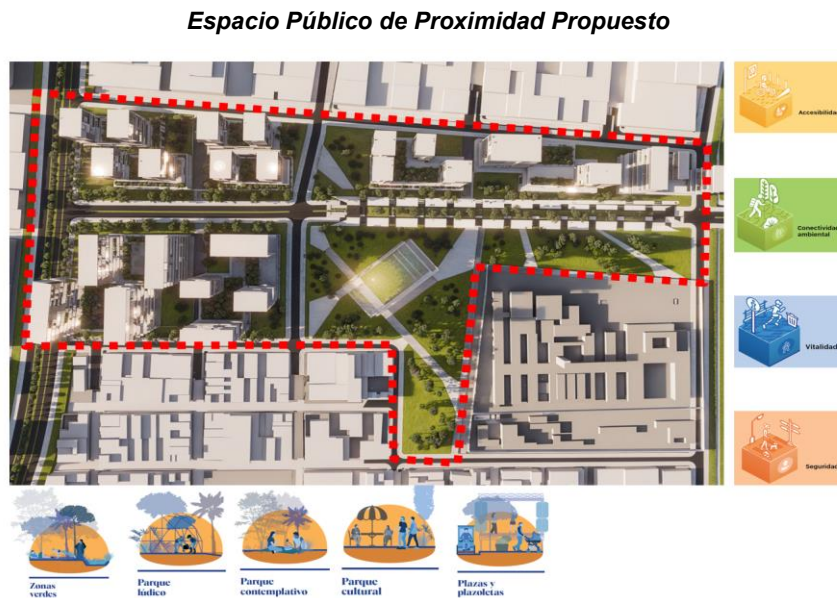 Espacio Público de Proximidad Propuesto
Accesibilidad
Conectividad
ambiental
Vitalidad
Seguridad
Zonas
verdes
Parque
lúdico
Parque
contemplativo
Parque
cultural
Plazas y
plazoletas